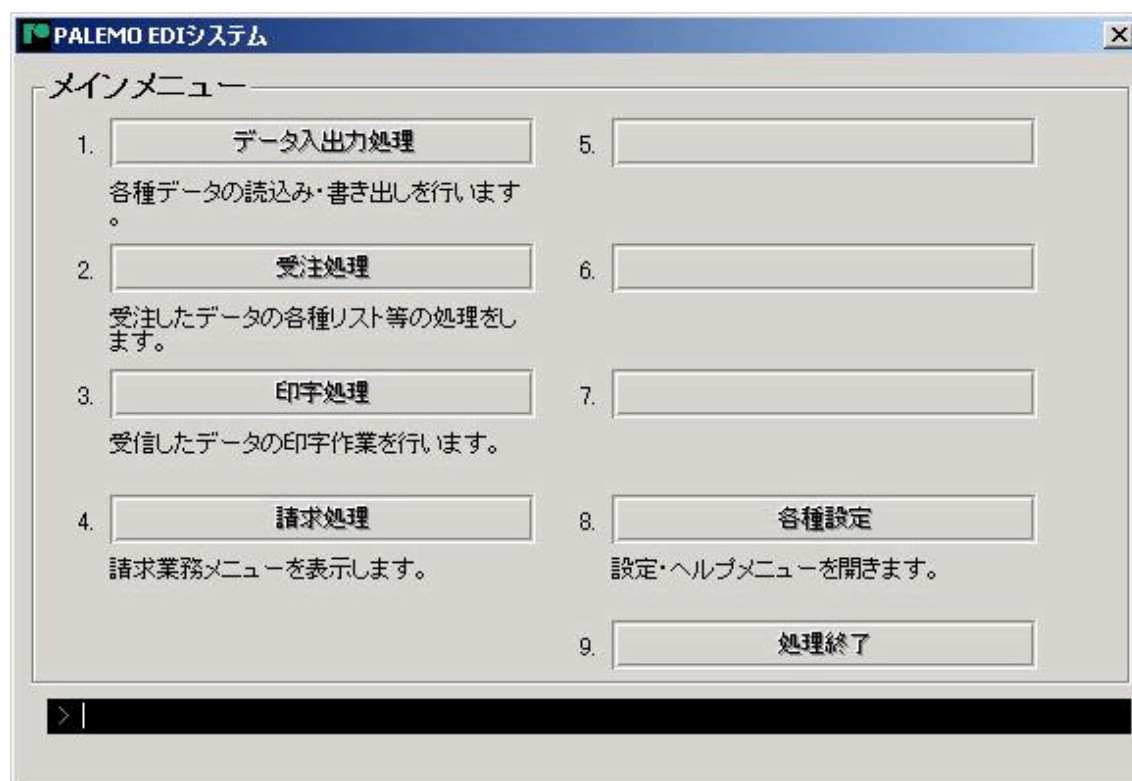 PALEMO EDIシステム
メインメニュー
1. データ入出力処理
各種データの読込み・書き出しを行います
。
2. 受注処理
受注したデータの各種リスト等の処理をし
ます。
3. 印字処理
受信したデータの印字作業を行います。
4. 請求処理
請求業務メニューを表示します。
5.
6.
7.
8. 各種設定
設定・ヘルプメニューを開きます。
9. 処理終了
>